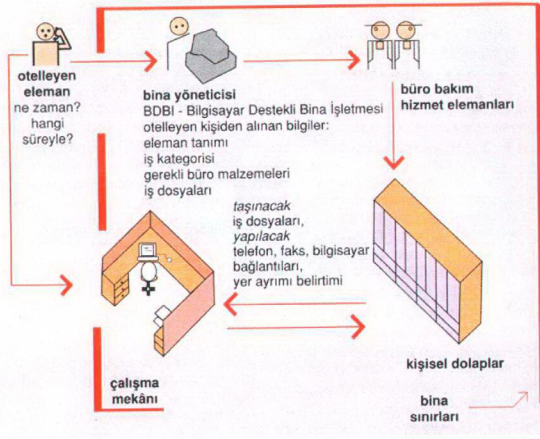 otelleyen
eleman
ne zaman?
hangi
süreyle?
bina yöneticisi
BDBI - Bilgisayar Destekli Bina İşletmesi
otelleyen kişiden alınan bilgiler:
eleman tanımı
iş kategorisi
gerekli büro malzemeleri
iş dosyaları
büro bakım
hizmet elemanları
taşınacak
iş dosyaları,
yapılacak
telefon, faks, bilgisayar
bağlantıları,
yer ayrımı belirtimi
kişisel dolaplar
çalışma
mekânı
bina
sınırları